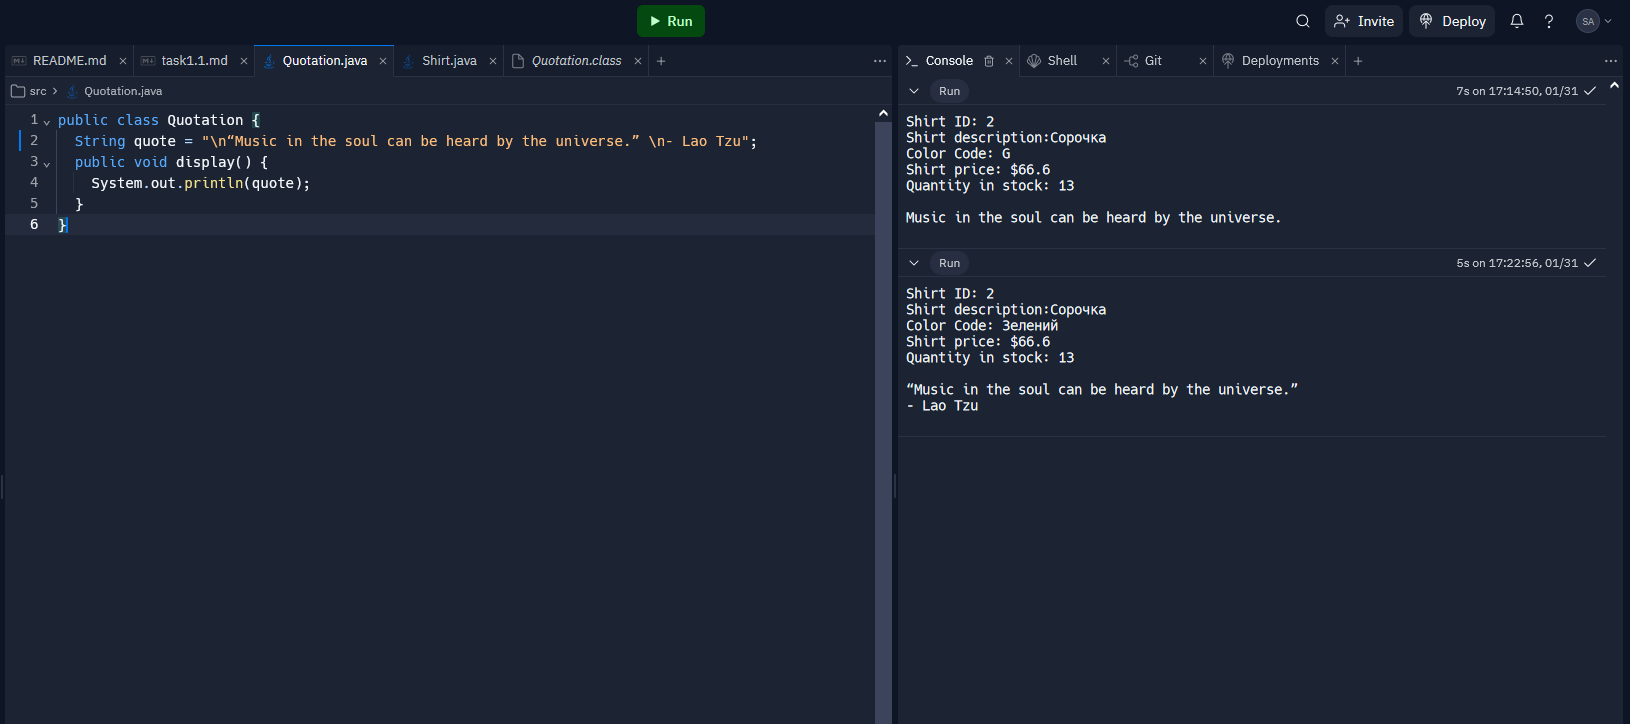 Run
Invite
Deploy
?
SA
README.md
task1.1.md
Quotation.java
Shirt.java
Quotation.class
src > Quotation.java
1 public class Quotation {
2 String quote = "\n“Music in the soul can be heard by the universe.” \n- Lao Tzu";
3 public void display() {
4 System.out.println(quote);
5 }
6 }
Console
Shell
Git
Deployments
Run 7s on 17:14:50, 01/31
Shirt ID: 2
Shirt description:Сорочка
Color Code: G
Shirt price: $66.6
Quantity in stock: 13
Music in the soul can be heard by the universe.
Run 5s on 17:22:56, 01/31
Shirt ID: 2
Shirt description:Сорочка
Color Code: Зелений
Shirt price: $66.6
Quantity in stock: 13
“Music in the soul can be heard by the universe.”
- Lao Tzu